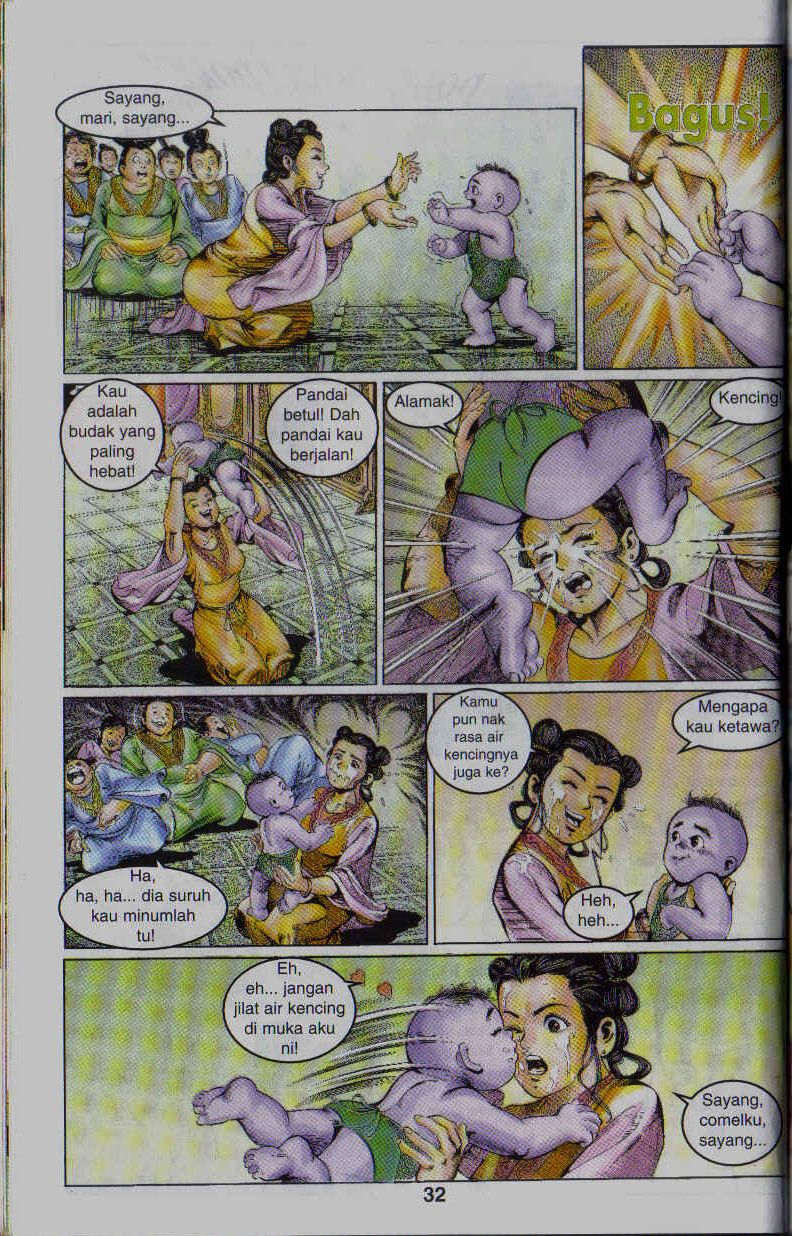 Sayang,
mari, sayang...
Bagus!
Kau
adalah
budak yang
paling
hebat!
Pandai
betul! Dah
pandai kau
berjalan!
Alamak!
Kencing!
Ha,
ha, ha... dia suruh
kau minumlah
tu!
Kamu
pun nak
rasa air
kencingnya
juga ke?
Mengapa
kau ketawa?
Heh,
heh...
Eh,
eh... jangan
jilat air kencing
di muka aku
ni!
Sayang,
comelku,
sayang...
32